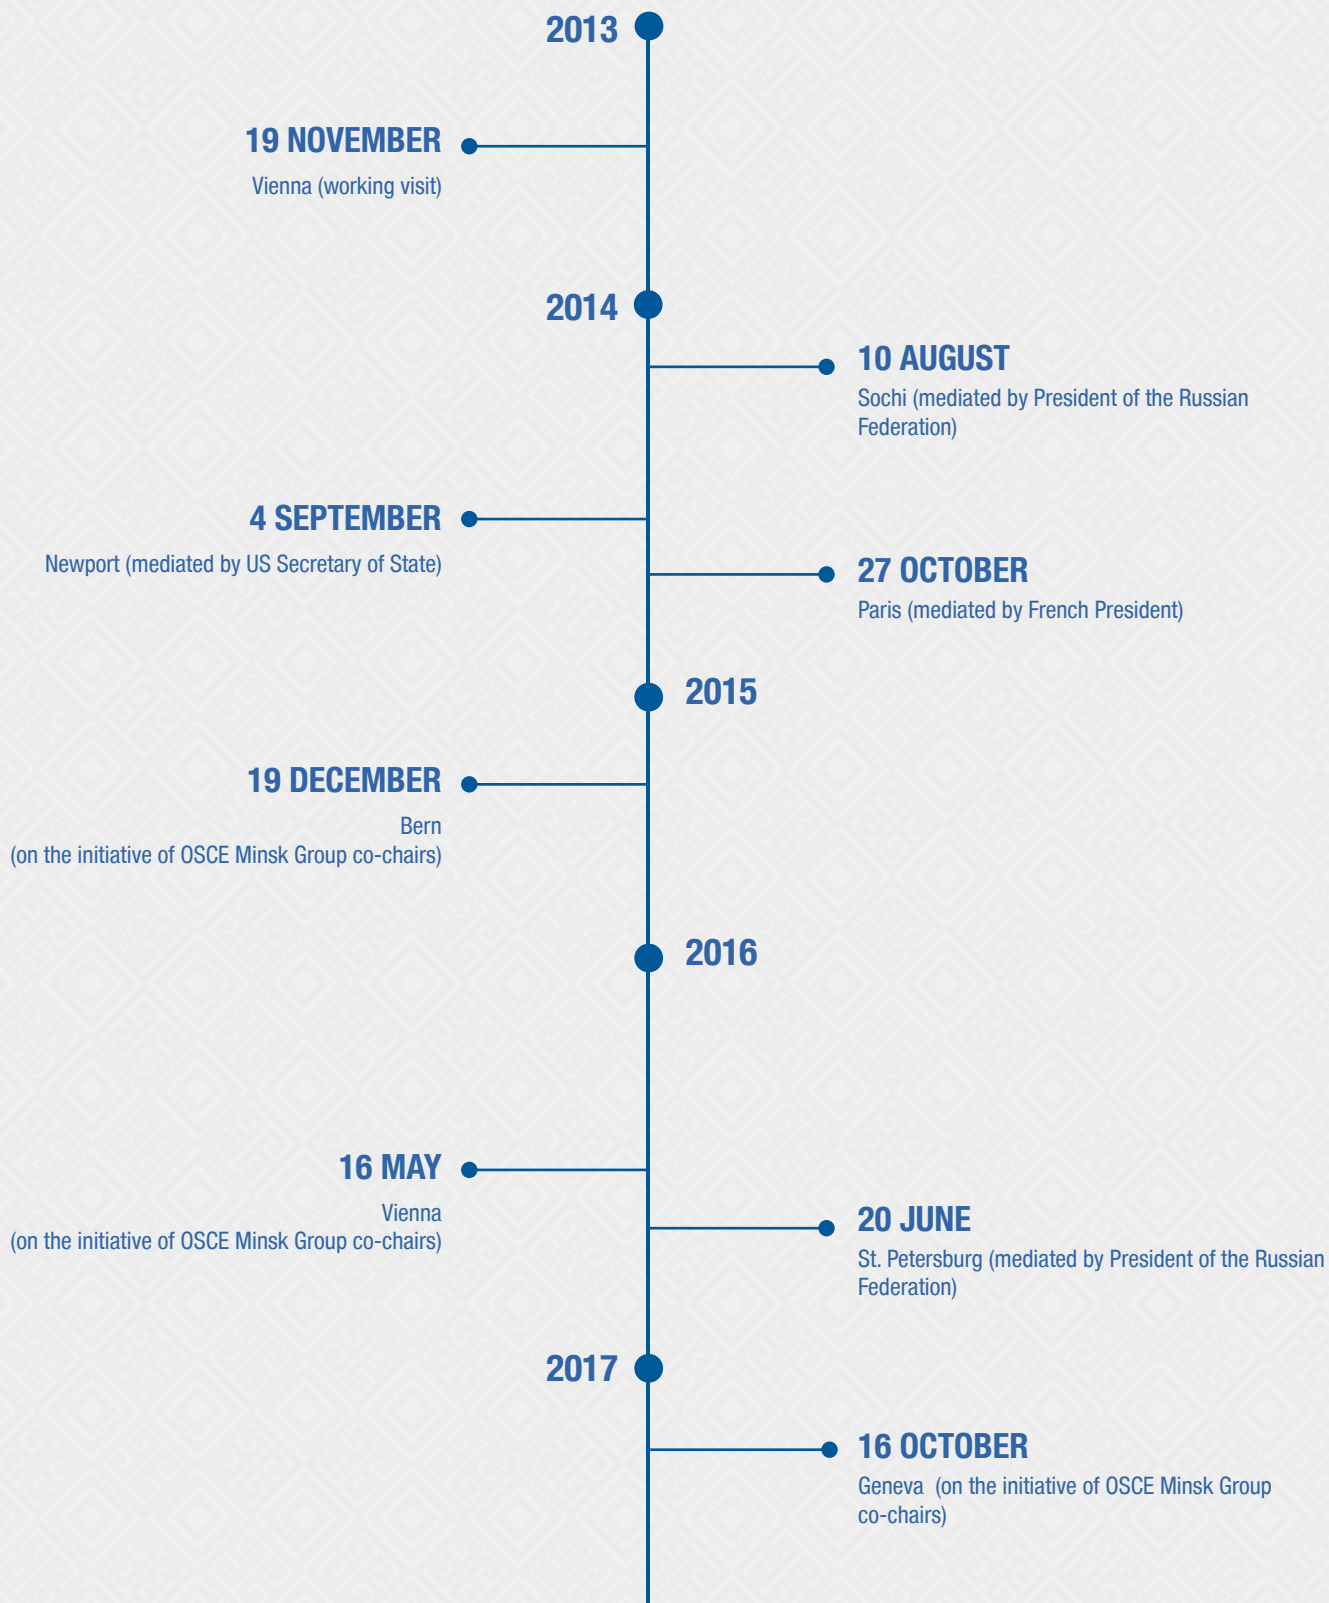 2013
19 NOVEMBER
Vienna (working visit)
2014
10 AUGUST
Sochi (mediated by President of the Russian
Federation)
4 SEPTEMBER
Newport (mediated by US Secretary of State)
27 OCTOBER
Paris (mediated by French President)
2015
19 DECEMBER
Bern
(on the initiative of OSCE Minsk Group co-chairs)
2016
16 MAY
Vienna
(on the initiative of OSCE Minsk Group co-chairs)
20 JUNE
St. Petersburg (mediated by President of the Russian
Federation)
2017
16 OCTOBER
Geneva (on the initiative of OSCE Minsk Group
co-chairs)